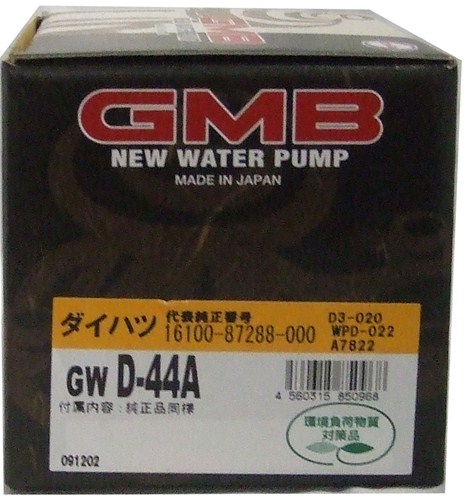 GMB
GMB
NEW WATER PUMP
MADE IN JAPAN
ダイハツ
代表純正番号
16100-87288-000
D3-020
WPD-022
A7822
GW D-44A
付属内容:純正品同様
4 560315 850968
環境負荷物質
対策品
091202